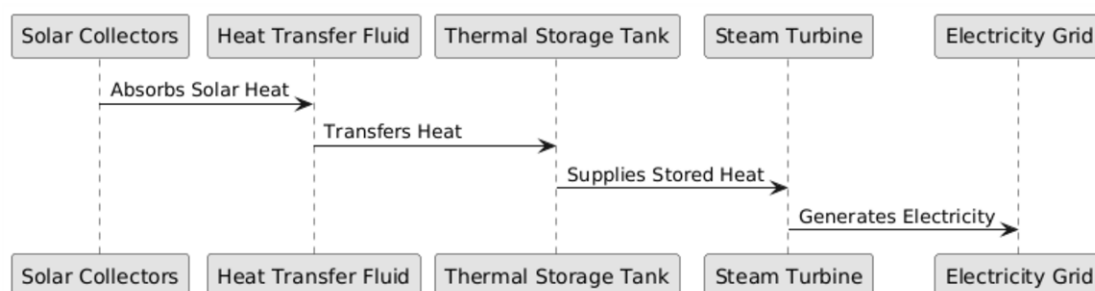 Solar Collectors Heat Transfer Fluid Thermal Storage Tank Steam Turbine Electricity Grid
Absorbs Solar Heat
Transfers Heat
Supplies Stored Heat
Generates Electricity
Solar Collectors Heat Transfer Fluid Thermal Storage Tank Steam Turbine Electricity Grid